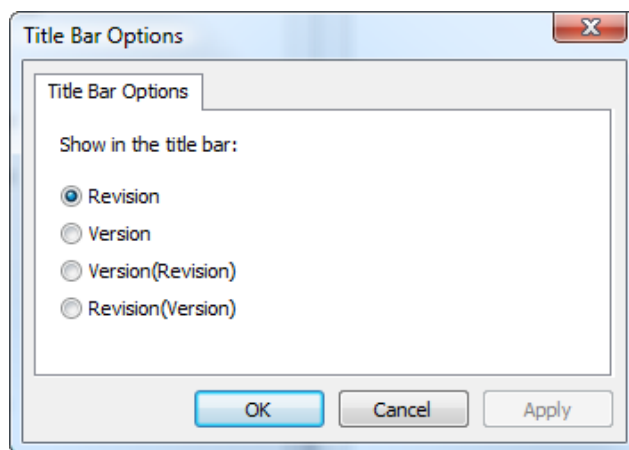 Title Bar Options
Title Bar Options
Show in the title bar:
Revision
Version
Version(Revision)
Revision(Version)
OK Cancel Apply